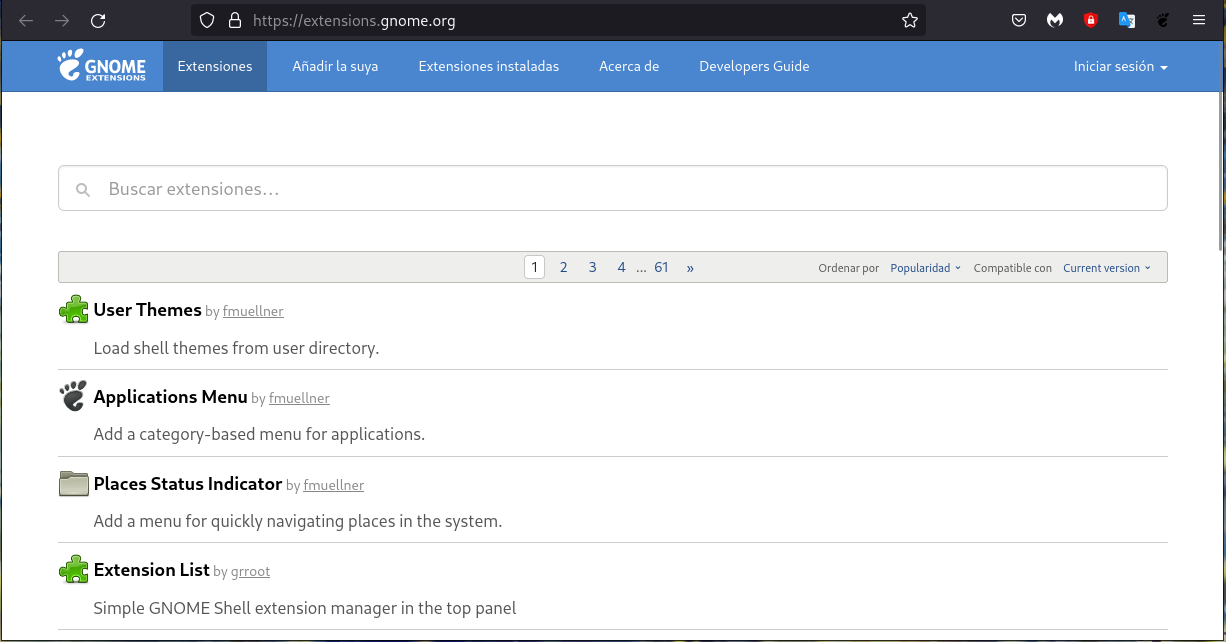 https://extensions.gnome.org
GNOME
EXTENSIONS
Extensiones Añadir la suya Extensiones instaladas Acerca de Developers Guide Iniciar sesión
Buscar extensiones...
1 2 3 4 ... 61 » Ordenar por Popularidad Compatible con Current version
User Themes by fmuellner
Load shell themes from user directory.
Applications Menu by fmuellner
Add a category-based menu for applications.
Places Status Indicator by fmuellner
Add a menu for quickly navigating places in the system.
Extension List by grroot
Simple GNOME Shell extension manager in the top panel